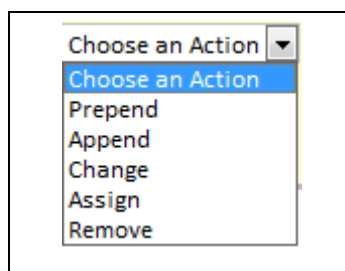 Choose an Action
Choose an Action
Prepend
Append
Change
Assign
Remove